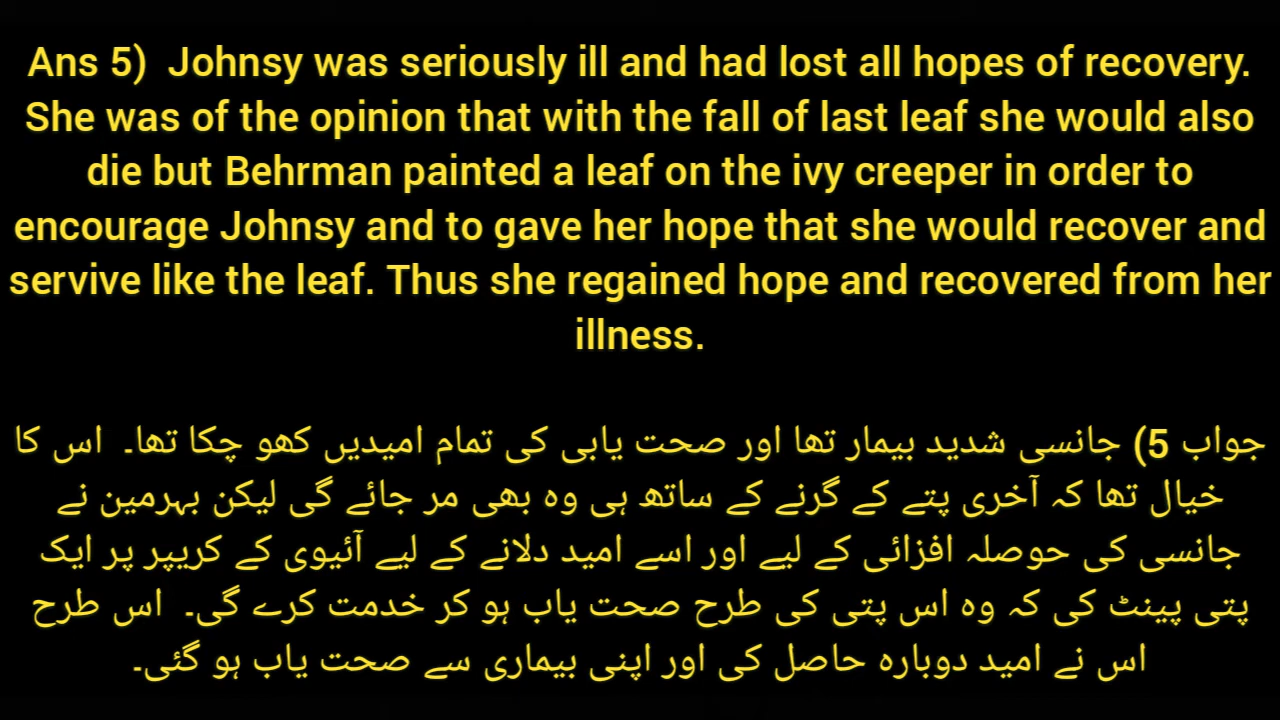 Ans 5)  Johnsy was seriously ill and had lost all hopes of recovery.
She was of the opinion that with the fall of last leaf she would also
die but Behrman painted a leaf on the ivy creeper in order to
encourage Johnsy and to gave her hope that she would recover and
servive like the leaf. Thus she regained hope and recovered from her
illness.
جواب 5) جانسی شدید بیمار تھا اور صحت یابی کی تمام امیدیں کھو چکا تھا۔  اس کا
خیال تھا کہ آخری پتے کے گرنے کے ساتھ ہی وہ بھی مر جائے گی لیکن بہرمین نے
جانسی کی حوصلہ افزائی کے لیے اور اسے امید دلانے کے لیے آئیوی کے کریپر پر ایک
پتی پینٹ کی کہ وہ اس پتی کی طرح صحت یاب ہو کر خدمت کرے گی۔  اس طرح
اس نے امید دوبارہ حاصل کی اور اپنی بیماری سے صحت یاب ہو گئی۔